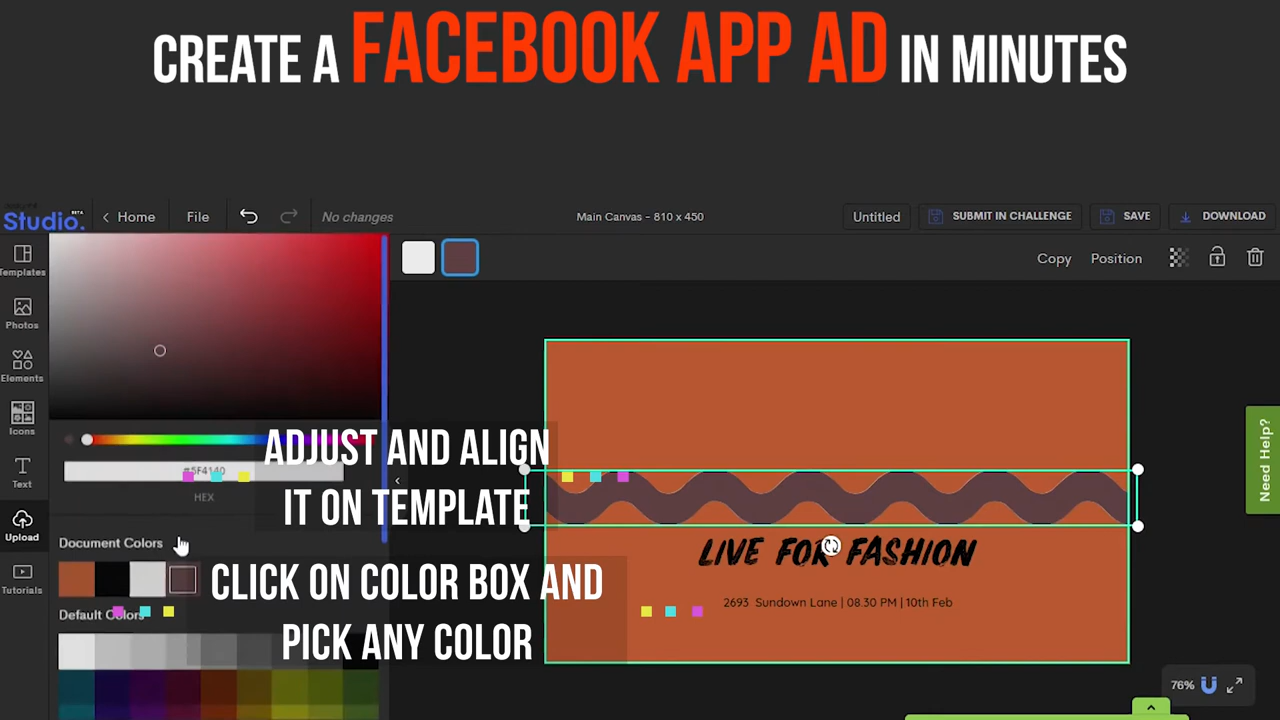 CREATE A FACEBOOK APP AD IN MINUTES
Studio. BETA
Home
File
No changes
Main Canvas - 810 x 450
Untitled
SUBMIT IN CHALLENGE
SAVE
DOWNLOAD
Templates
Photos
Elements
Icons
Text
Upload
Tutorials
Copy
Position
#5F4140
HEX
Document Colors
Default Colors
ADJUST AND ALIGN
IT ON TEMPLATE
CLICK ON COLOR BOX AND
PICK ANY COLOR
LIVE FOR FASHION
2693 Sundown Lane | 08.30 PM | 10th Feb
Need Help?
76%